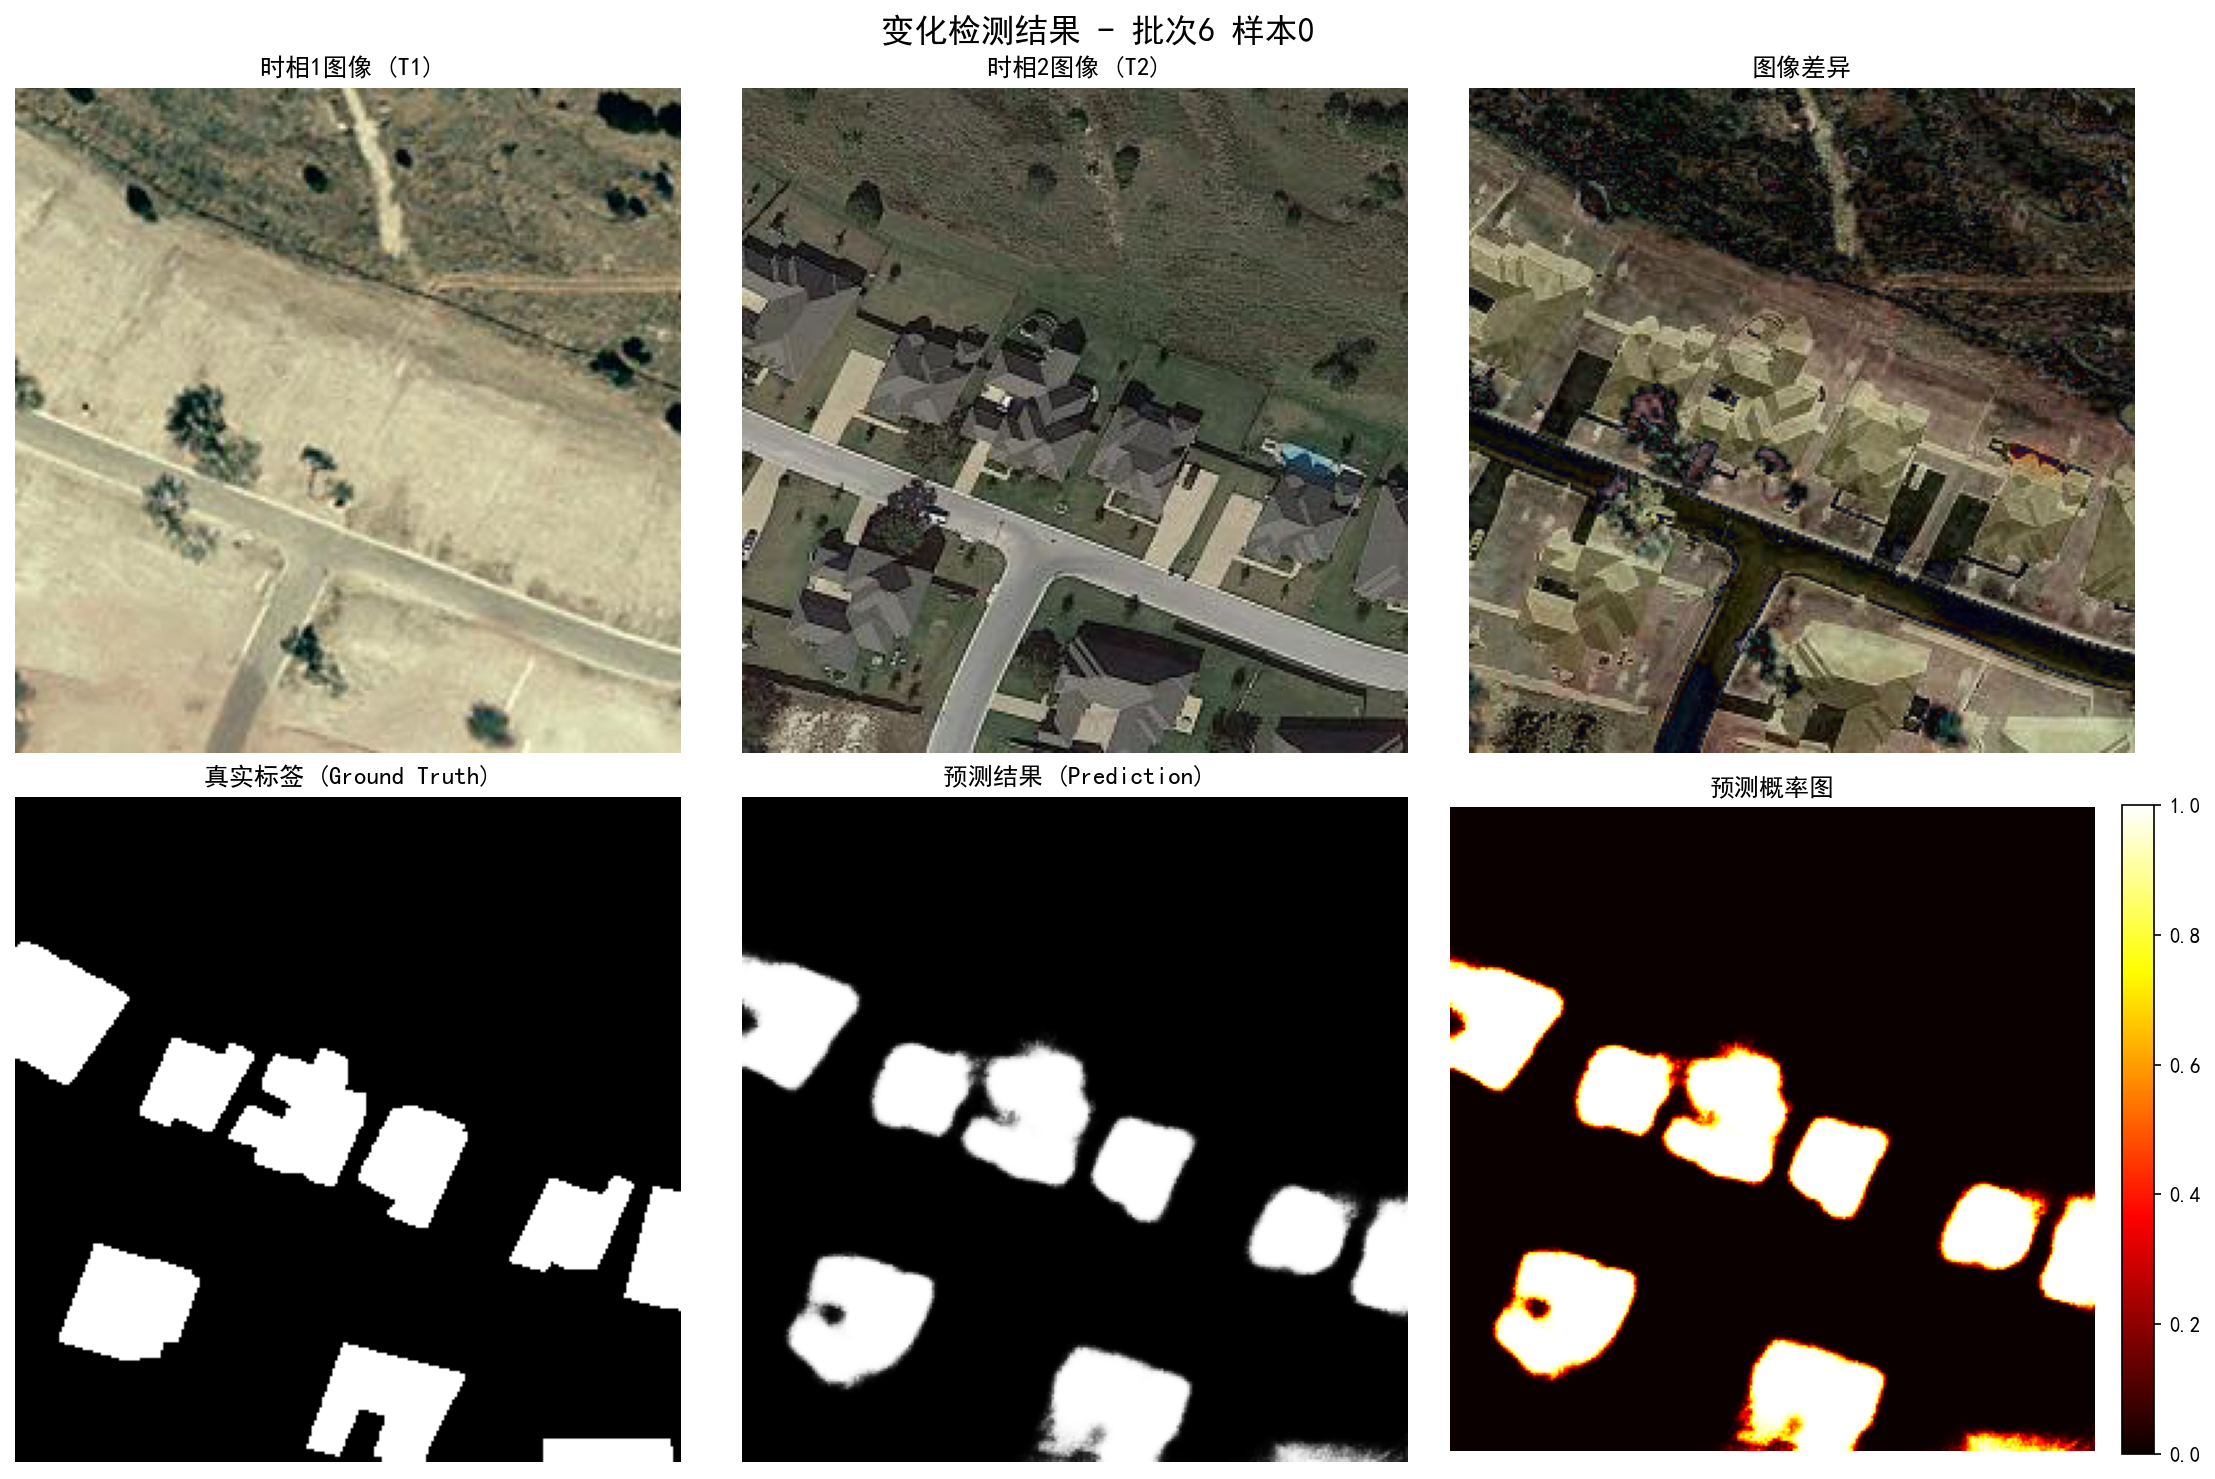 变化检测结果 - 批次6 样本0
时相1图像 (T1)
时相2图像 (T2)
图像差异
真实标签 (Ground Truth)
预测结果 (Prediction)
预测概率图
1.0
0.8
0.6
0.4
0.2
0.0